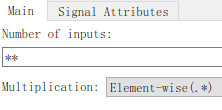 Main Signal Attributes
Number of inputs:
**
Multiplication: Element-wise(.*)